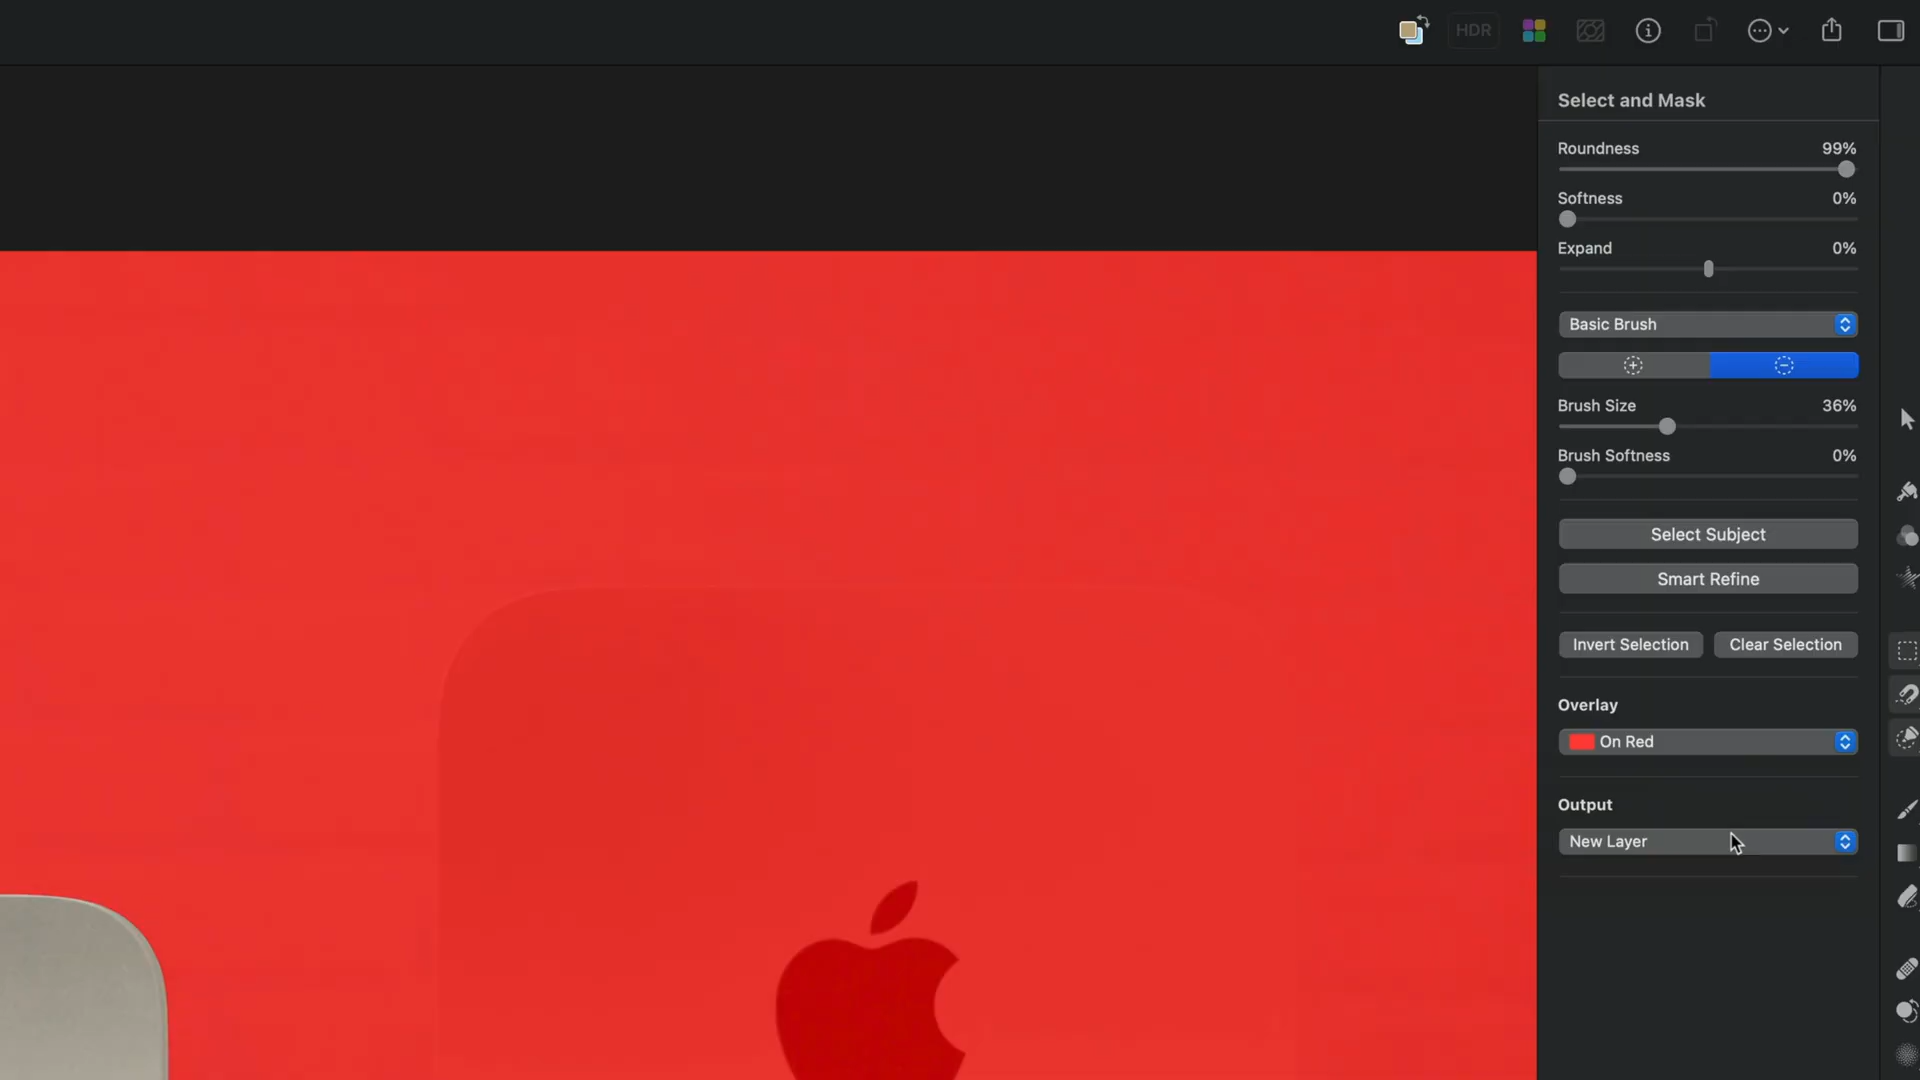 HDR
Select and Mask
Roundness 99%
Softness 0%
Expand 0%
Basic Brush
Brush Size 36%
Brush Softness 0%
Select Subject
Smart Refine
Invert Selection Clear Selection
Overlay
On Red
Output
New Layer